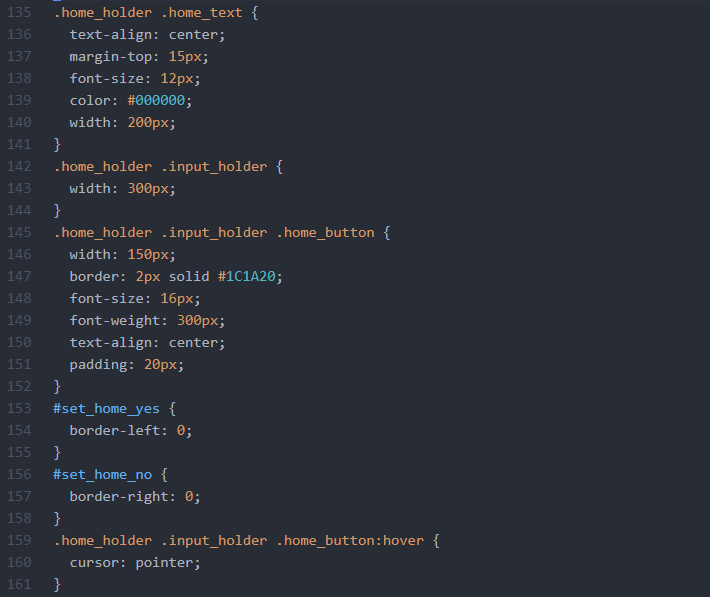 135 .home_holder .home_text {
136   text-align: center;
137   margin-top: 15px;
138   font-size: 12px;
139   color: #000000;
140   width: 200px;
141 }
142 .home_holder .input_holder {
143   width: 300px;
144 }
145 .home_holder .input_holder .home_button {
146   width: 150px;
147   border: 2px solid #1C1A20;
148   font-size: 16px;
149   font-weight: 300px;
150   text-align: center;
151   padding: 20px;
152 }
153 #set_home_yes {
154   border-left: 0;
155 }
156 #set_home_no {
157   border-right: 0;
158 }
159 .home_holder .input_holder .home_button:hover {
160   cursor: pointer;
161 }